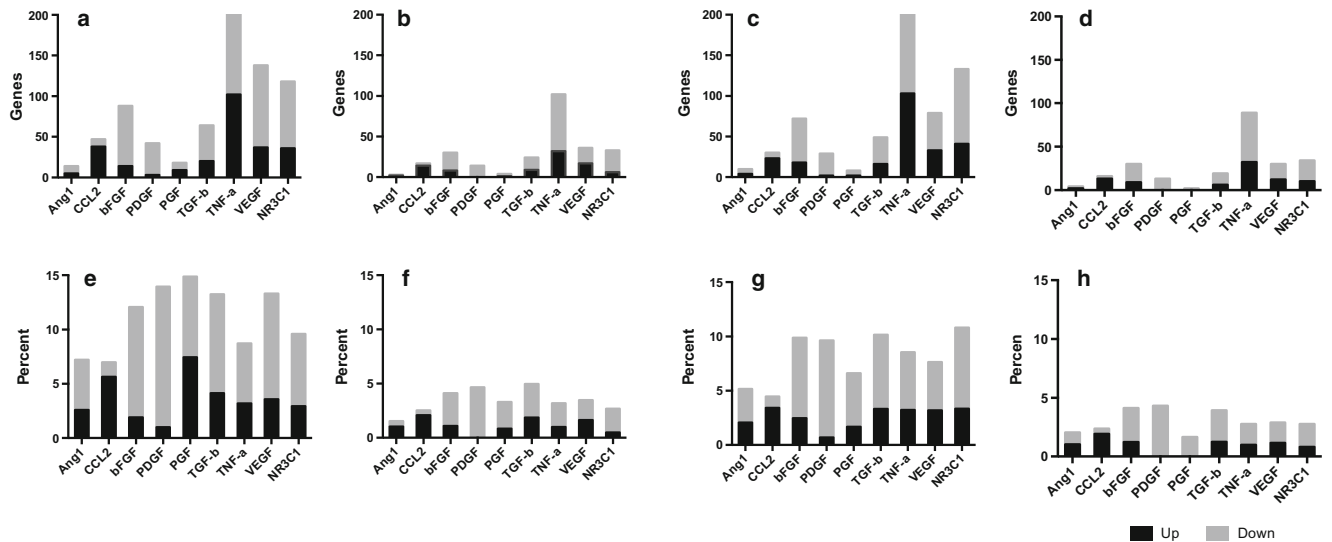 a
200
150
100
50
0
Genes
Ang1
CCL2
bFGF
PDGF
PGF
TGF-b
TNF-a
VEGF
NR3C1
b
200
150
100
50
0
Ang1
CCL2
bFGF
PDGF
PGF
TGF-b
TNF-a
VEGF
NR3C1
c
200
150
100
50
0
Genes
Ang1
CCL2
bFGF
PDGF
PGF
TGF-b
TNF-a
VEGF
NR3C1
d
200
150
100
50
0
Ang1
CCL2
bFGF
PDGF
PGF
TGF-b
TNF-a
VEGF
NR3C1
e
15
10
5
0
Percent
Ang1
CCL2
bFGF
PDGF
PGF
TGF-b
TNF-a
VEGF
NR3C1
f
15
10
5
0
Ang1
CCL2
bFGF
PDGF
PGF
TGF-b
TNF-a
VEGF
NR3C1
g
15
10
5
0
Percent
Ang1
CCL2
bFGF
PDGF
PGF
TGF-b
TNF-a
VEGF
NR3C1
h
15
10
5
0
Percen
Ang1
CCL2
bFGF
PDGF
PGF
TGF-b
TNF-a
VEGF
NR3C1
Up Down